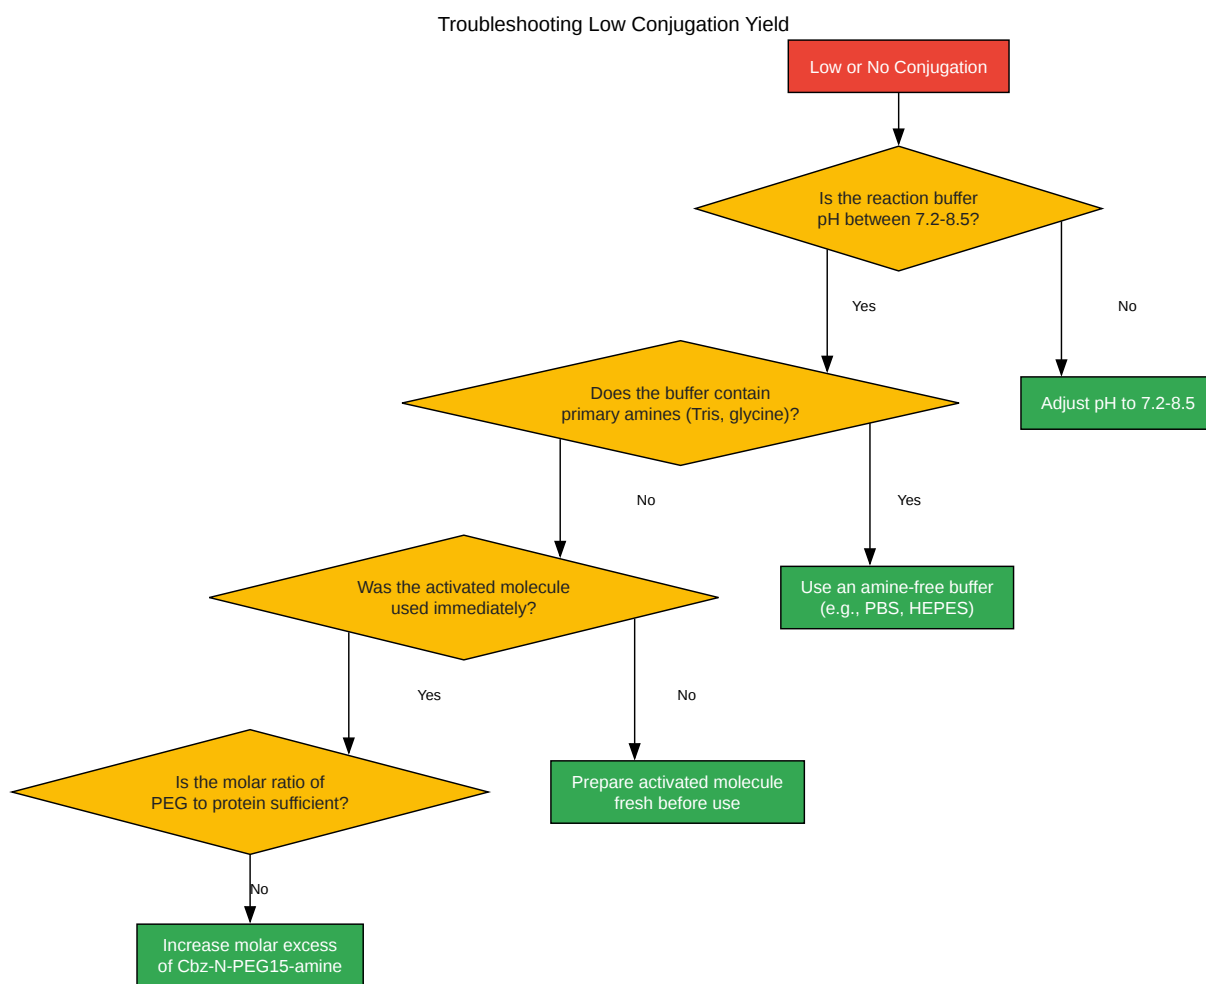 Troubleshooting Low Conjugation Yield
Low or No Conjugation
Is the reaction buffer
pH between 7.2-8.5?
Yes
No
Does the buffer contain
primary amines (Tris, glycine)?
Adjust pH to 7.2-8.5
No
Yes
Was the activated molecule
used immediately?
Use an amine-free buffer
(e.g., PBS, HEPES)
Yes
No
Is the molar ratio of
PEG to protein sufficient?
Prepare activated molecule
fresh before use
No
Increase molar excess
of Cbz-N-PEG15-amine